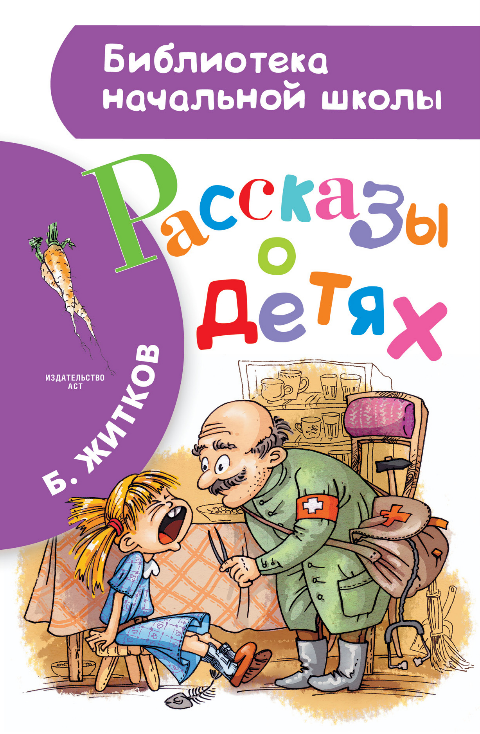 Библиотека
начальной школы
Рассказы
о
детях
ИЗДАТЕЛЬСТВО
АСТ
Б. ЖИТКОВ